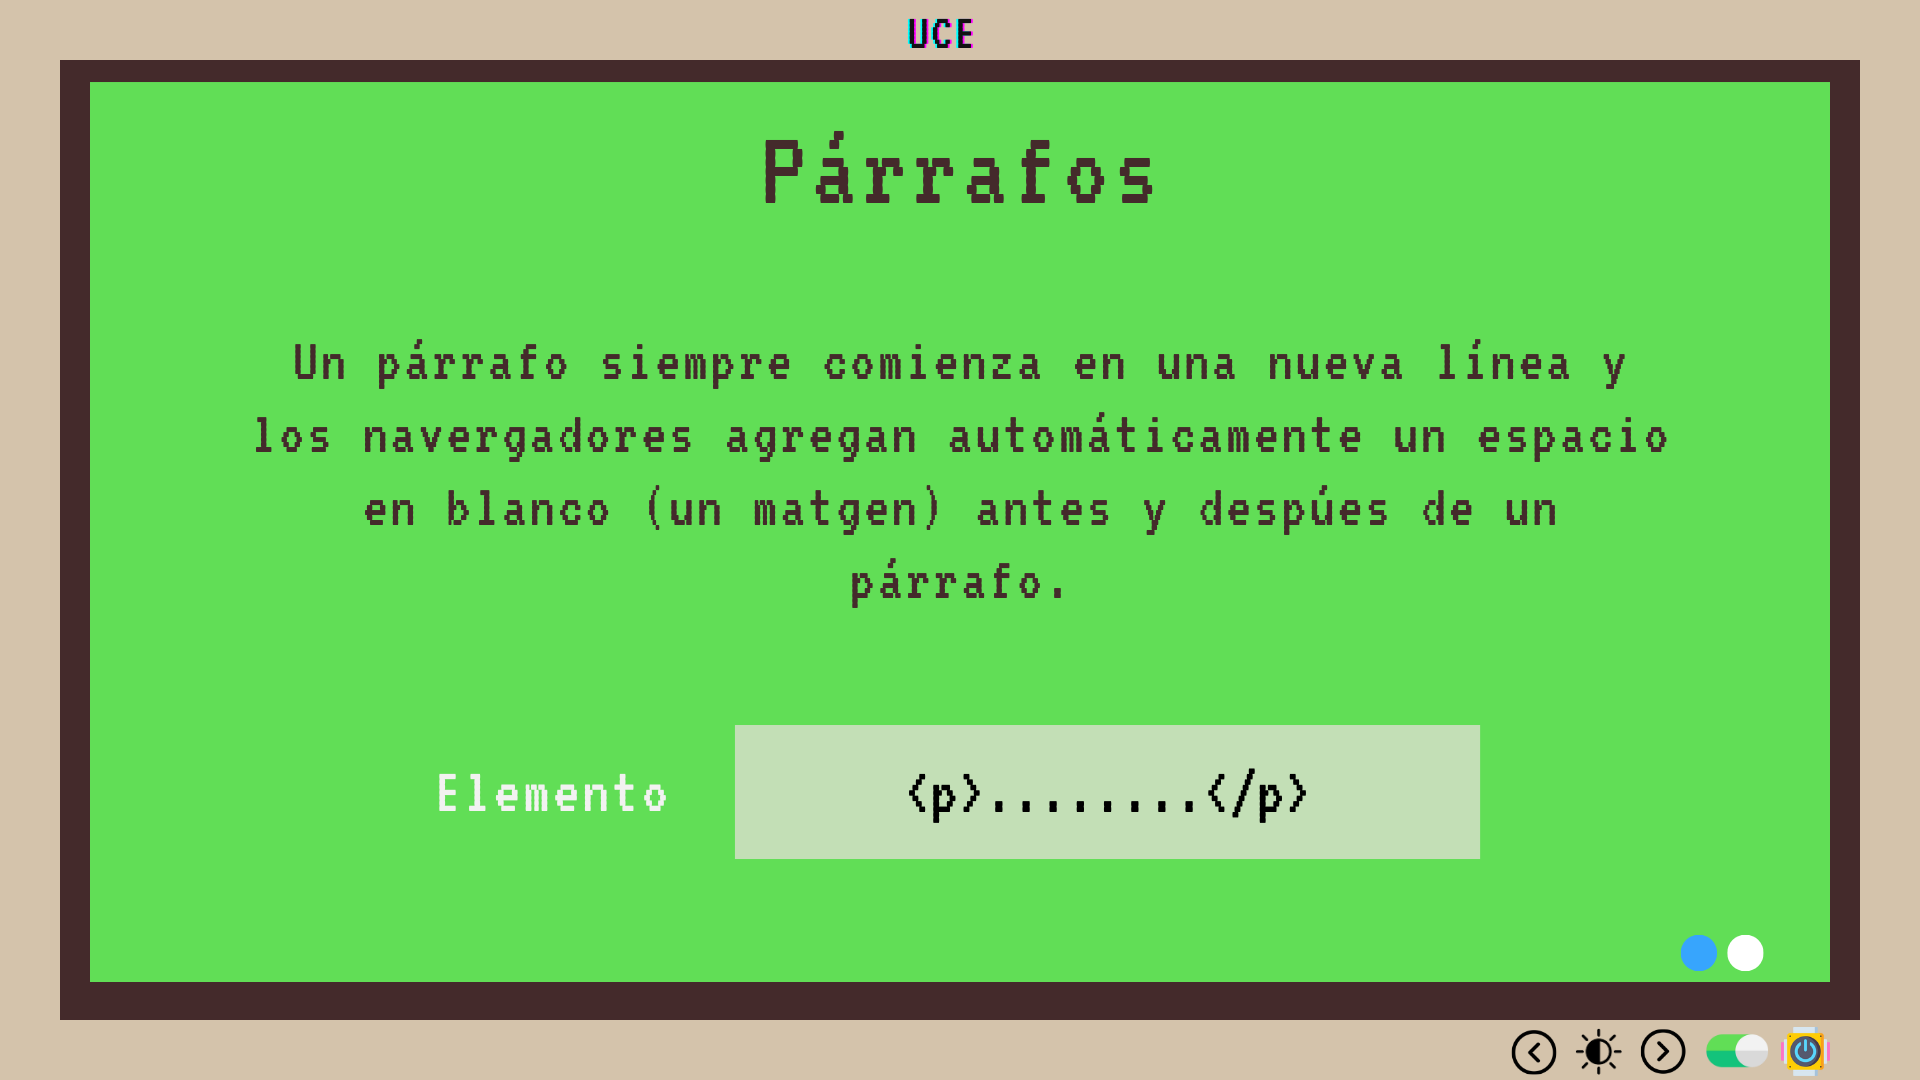 UCE
Párrafos
Un párrafo siempre comienza en una nueva línea y
los navergadores agregan automáticamente un espacio
en blanco (un matgen) antes y despúes de un
párrafo.
Elemento
<p>........</p>